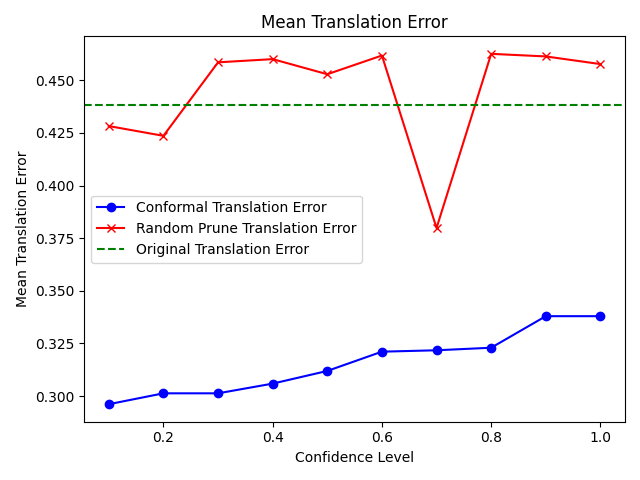 Mean Translation Error
Mean Translation Error
0.450
0.425
0.400
0.375
0.350
0.325
0.300
Conformal Translation Error
Random Prune Translation Error
Original Translation Error
0.2
0.4
0.6
0.8
1.0
Confidence Level